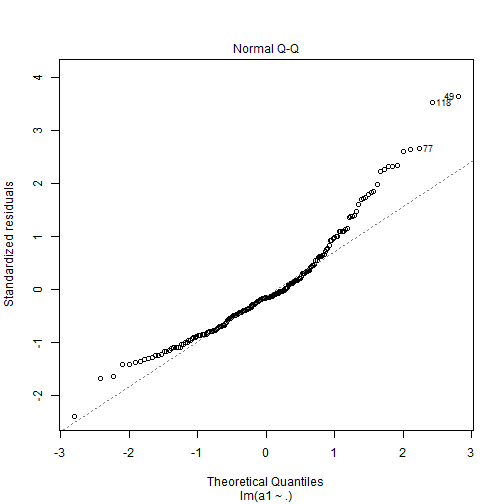 Normal Q-Q
4
3
2
1
0
-1
-2
Standardized residuals
49
118
77
-3 -2 -1 0 1 2 3
Theoretical Quantiles
lm(a1 ~ .)